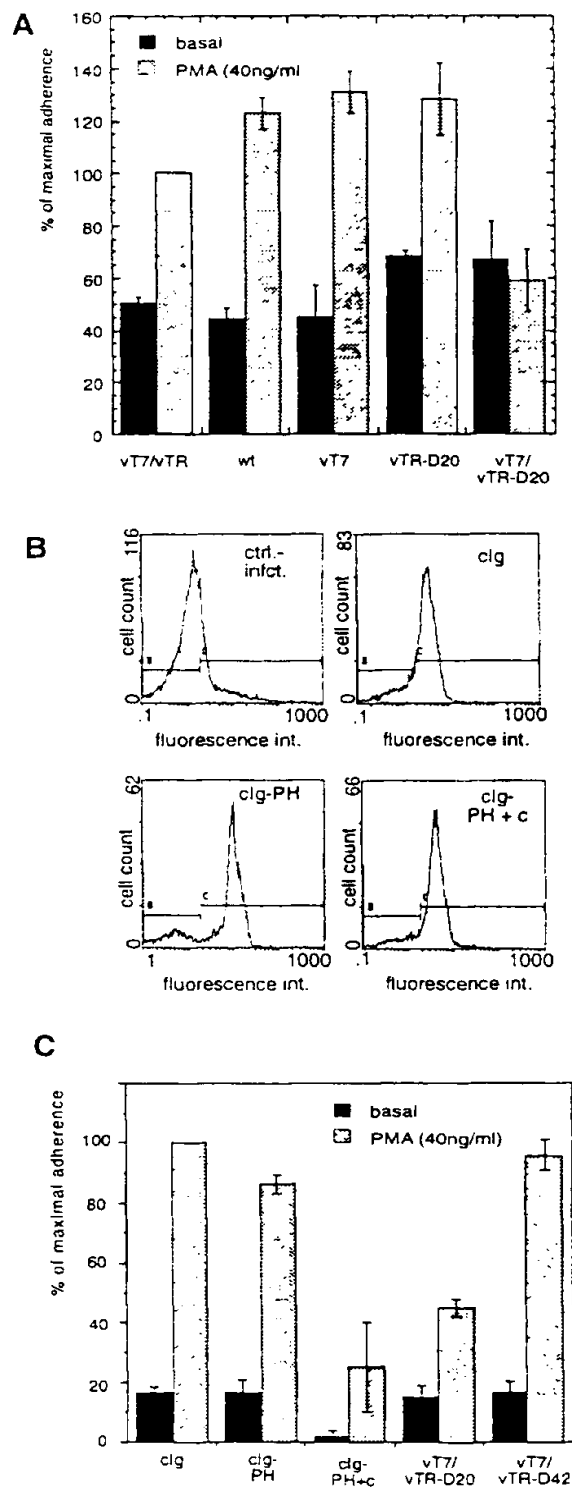 A
% of maximal adherence
160
140
120
100
80
60
40
20
0
basal
PMA (40ng/ml
vT7/vTR
wt
vT7
vTR-D20
vT7/
vTR-D20
B
116
cell count
0
ctrl.-
infct.
a
c
.1
1000
fluorescence int.
83
cell count
0
cIg
a
c
.1
1000
fluorescence int.
62
cell count
0
cIg-PH
a
c
1
1000
fluorescence int.
66
cell count
0
cIg-
PH + c
a
c
.1
1000
fluorescence int.
C
% of maximal adherence
100
80
60
40
20
0
basal
PMA (40ng/ml)
cIg
cIg-
PH
cIg-
PH+c
vT7/
vTR-D20
vT7/
vTR-D42